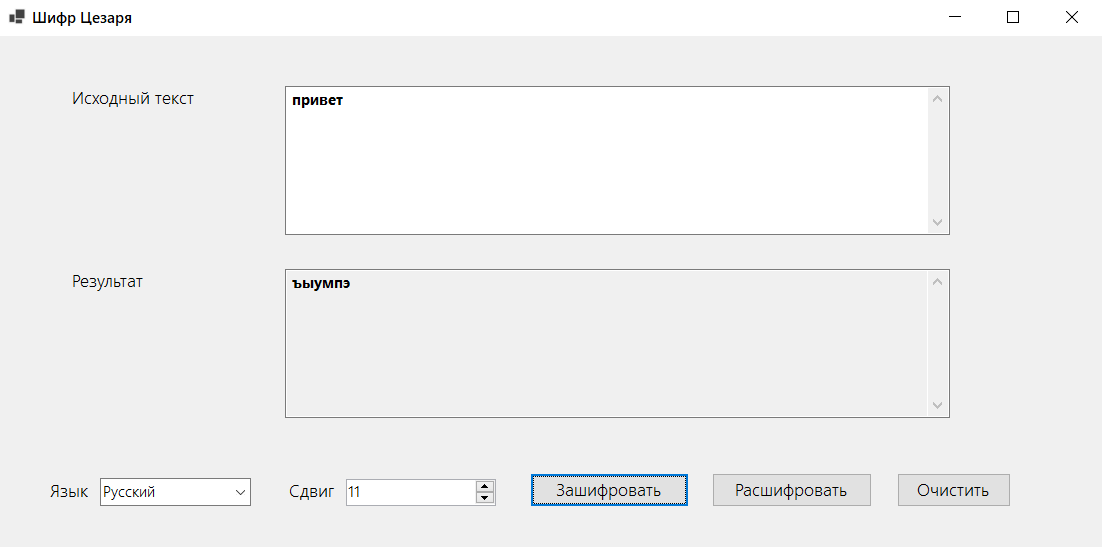 Шифр Цезаря
Исходный текст
привет
Результат
ъыумпэ
Язык Русский Сдвиг 11 Зашифровать Расшифровать Очистить